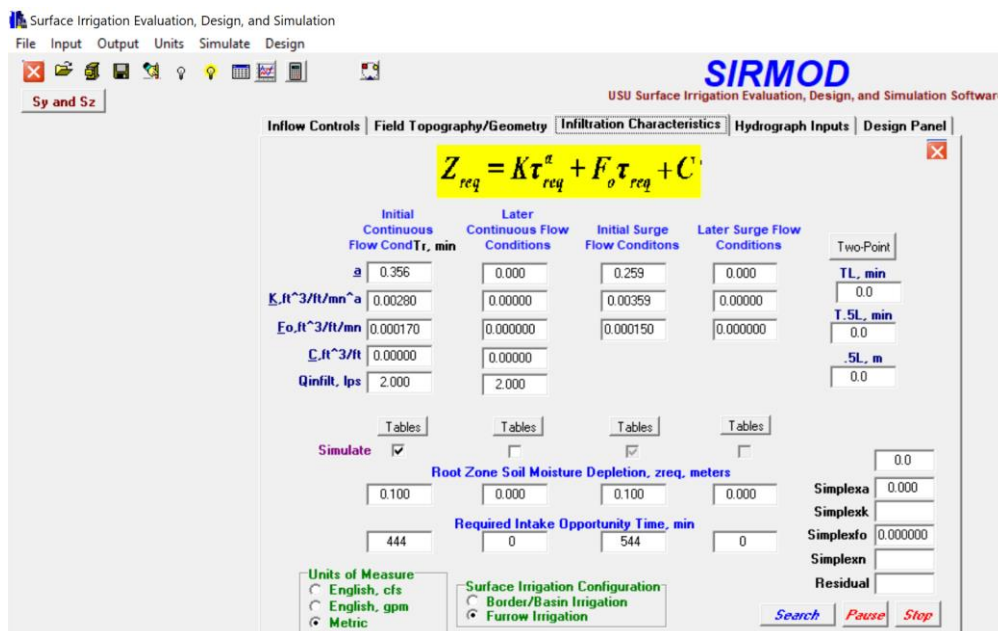 Surface Irrigation Evaluation, Design, and Simulation
File Input Output Units Simulate Design
SIRMOD
USU Surface Irrigation Evaluation, Design, and Simulation Softwar
Sy and Sz
Inflow Controls Field Topography/Geometry Infiltration Characteristics Hydrograph Inputs Design Panel
Z_req = Kτ^a_req + F_oτ_req + C
Initial Continuous Flow CondTr, min
Later Continuous Flow Conditions
Initial Surge Flow Conditons
Later Surge Flow Conditions
Two-Point
a 0.356 0.000 0.259 0.000
TL, min
0.0
K,ft^3/ft/mn^a 0.00280 0.00000 0.00359 0.00000
T.5L, min
0.0
Fo,ft^3/ft/mn 0.000170 0.000000 0.000150 0.000000
C,ft^3/ft 0.00000 0.00000
.5L, m
0.0
Qinfilt, lps 2.000 2.000
Tables Tables Tables Tables
Simulate
Root Zone Soil Moisture Depletion, zreq, meters
0.100 0.000 0.100 0.000
Required Intake Opportunity Time, min
444 0 544 0
0.0
Simplexa 0.000
Simplexk
Simplexfo 0.000000
Simplexn
Residual
Units of Measure
English, cfs
English, gpm
Metric
Surface Irrigation Configuration
Border/Basin Irrigation
Furrow Irrigation
Search Pause Stop